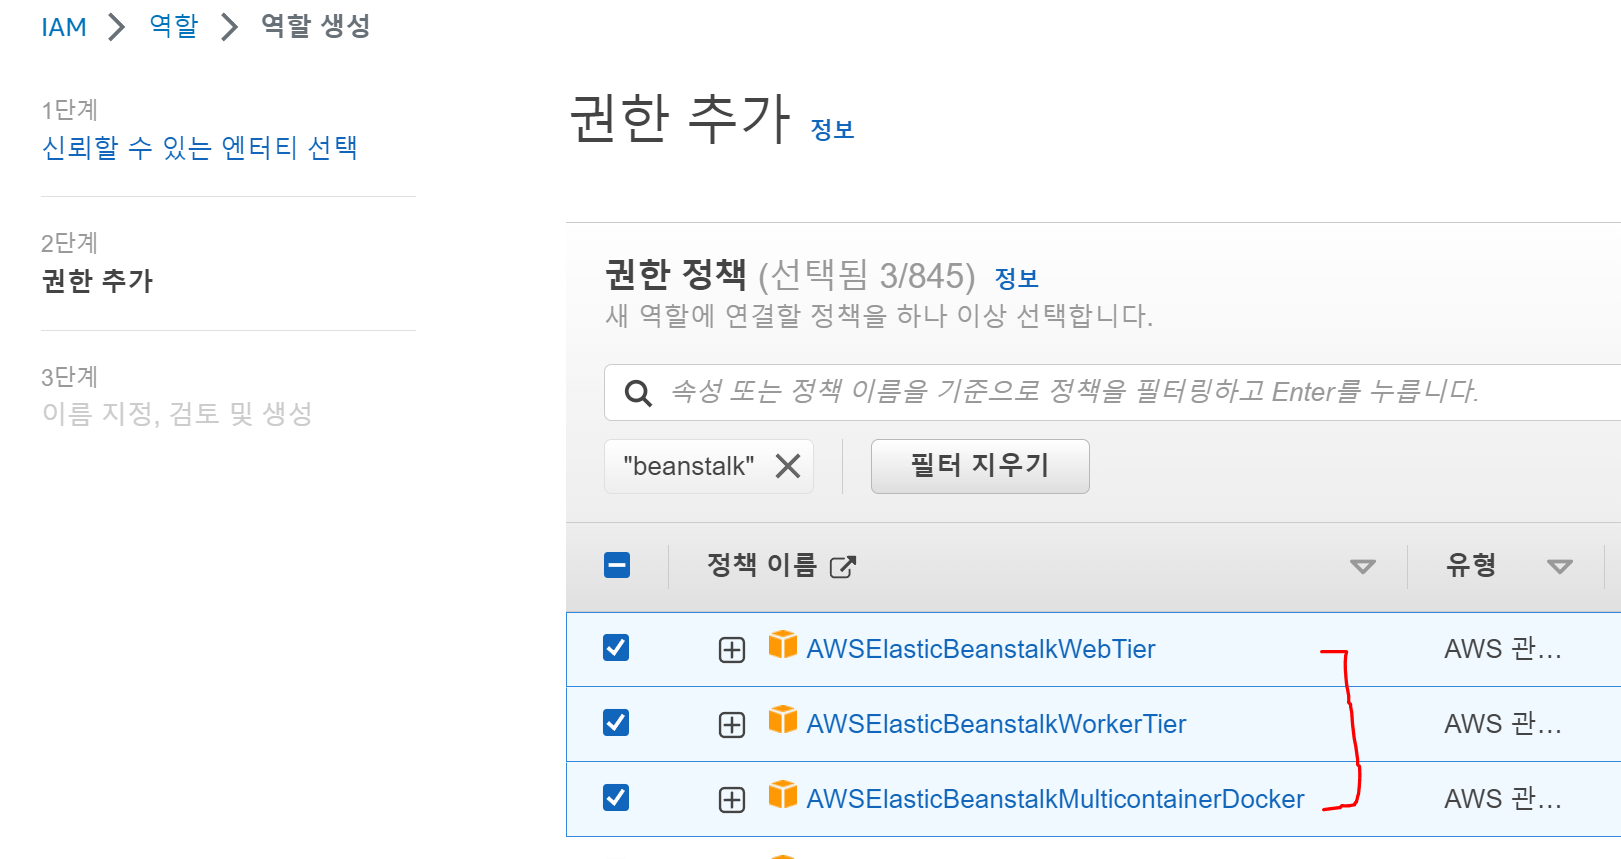 IAM > 역할 > 역할 생성
1단계
신뢰할 수 있는 엔터티 선택
2단계
권한 추가
3단계
이름 지정, 검토 및 생성
권한 추가 정보
권한 정책 (선택됨 3/845) 정보
새 역할에 연결할 정책을 하나 이상 선택합니다.
속성 또는 정책 이름을 기준으로 정책을 필터링하고 Enter를 누릅니다.
"beanstalk" 필터 지우기
정책 이름 유형
AWSElasticBeanstalkWebTier AWS 관...
AWSElasticBeanstalkWorkerTier AWS 관...
AWSElasticBeanstalkMulticontainerDocker AWS 관...